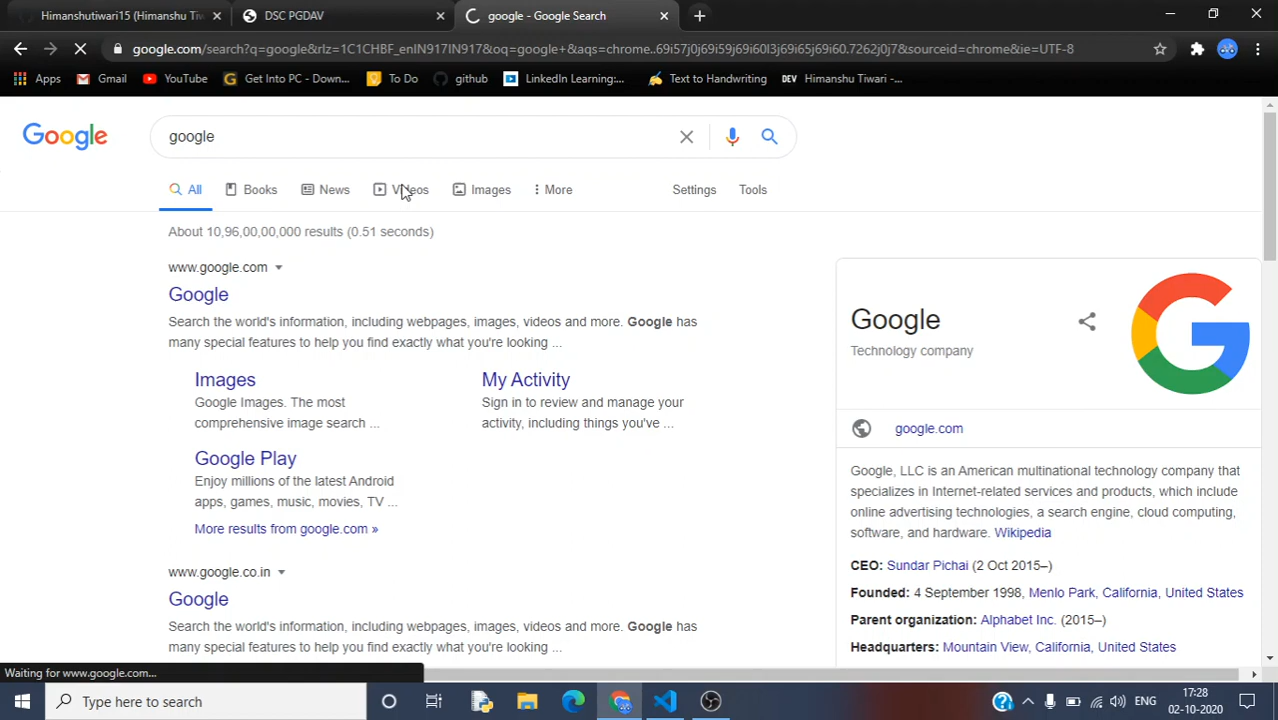 Himanshutiwari15 (Himanshu Tiwar
DSC PGDAV
google - Google Search
google.com/search?q=google&rlz=1C1CHBF_enIN917IN917&oq=google+&aqs=chrome..69i57j0j69i59j69i60l3j69i65j69i60.7262j0j7&sourceid=chrome&ie=UTF-8
Apps
Gmail
YouTube
Get Into PC - Down...
To Do
github
LinkedIn Learning:...
Text to Handwriting
DEV
Himanshu Tiwari -...
Google
google
All
Books
News
Videos
Images
More
Settings
Tools
About 10,96,00,00,000 results (0.51 seconds)
www.google.com
Google
Search the world's information, including webpages, images, videos and more. Google has
many special features to help you find exactly what you're looking ...
Images
Google Images. The most
comprehensive image search ...
My Activity
Sign in to review and manage your
activity, including things you've ...
Google Play
Enjoy millions of the latest Android
apps, games, music, movies, TV ...
More results from google.com »
www.google.co.in
Google
Search the world's information, including webpages, images, videos and more. Google has
many special features to help you find exactly what you're looking ...
Google
Technology company
google.com
Google, LLC is an American multinational technology company that
specializes in Internet-related services and products, which include
online advertising technologies, a search engine, cloud computing,
software, and hardware. Wikipedia
CEO: Sundar Pichai (2 Oct 2015–)
Founded: 4 September 1998, Menlo Park, California, United States
Parent organization: Alphabet Inc. (2015–)
Headquarters: Mountain View, California, United States
Waiting for www.google.com...
Type here to search
ENG
17:28
02-10-2020